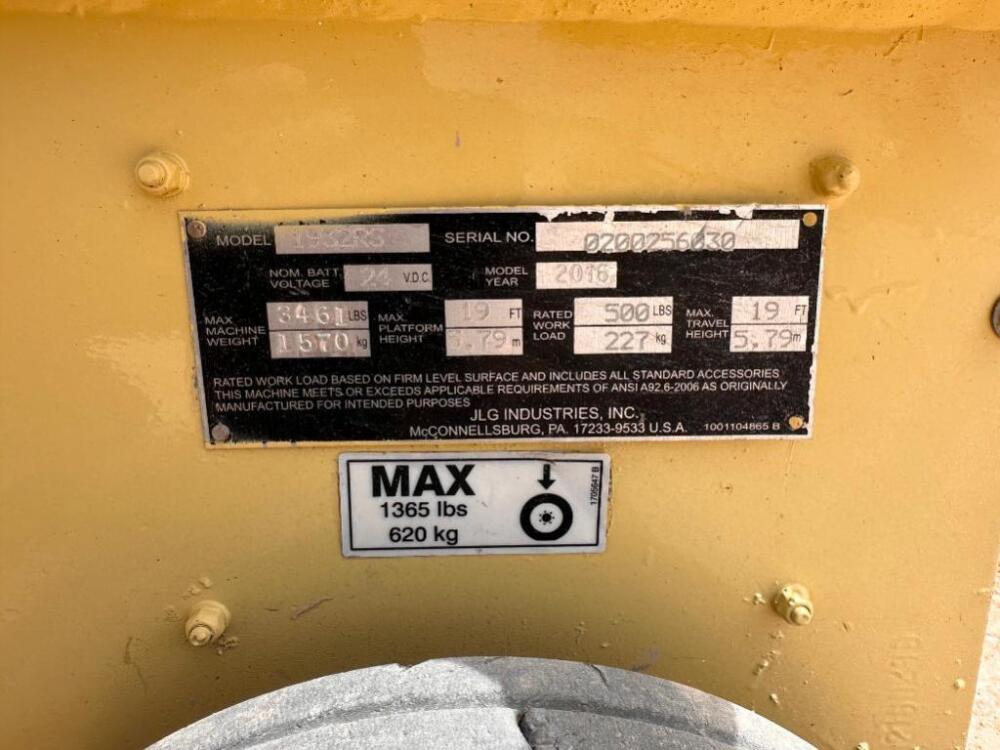 MODEL 1932RS SERIAL NO. 0200256030
NOM. BATT. VOLTAGE 24 V.D.C. MODEL YEAR 2016
MAX MACHINE WEIGHT 3461 LBS 1570 kg MAX. PLATFORM HEIGHT 19 FT 5.79 m RATED WORK LOAD 500 LBS 227 kg MAX. TRAVEL HEIGHT 19 FT 5.79 m
RATED WORK LOAD BASED ON FIRM LEVEL SURFACE AND INCLUDES ALL STANDARD ACCESSORIES
THIS MACHINE MEETS OR EXCEEDS APPLICABLE REQUIREMENTS OF ANSI A92.6-2006 AS ORIGINALLY
MANUFACTURED FOR INTENDED PURPOSES
JLG INDUSTRIES, INC.
McCONNELLSBURG, PA. 17233-9533 U.S.A. 1001104865 B
MAX
1365 lbs
620 kg
1705647 B